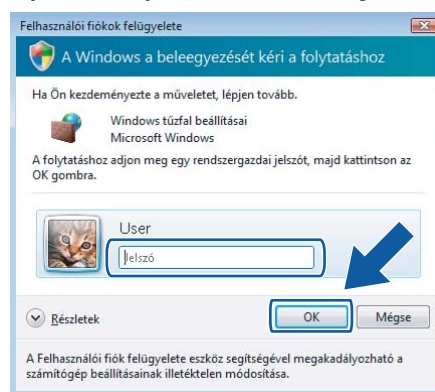 Felhasználói fiókok felügyelete
A Windows a beleegyezését kéri a folytatáshoz
Ha Ön kezdeményezte a műveletet, lépjen tovább.
Windows tűzfal beállításai
Microsoft Windows
A folytatáshoz adjon meg egy rendszergazdai jelszót, majd kattintson az
OK gombra.
User
Jelszó
Részletek
OK
Mégse
A Felhasználói fiók felügyelete eszköz segítségével megakadályozható a
számítógép beállításainak illetéktelen módosítása.